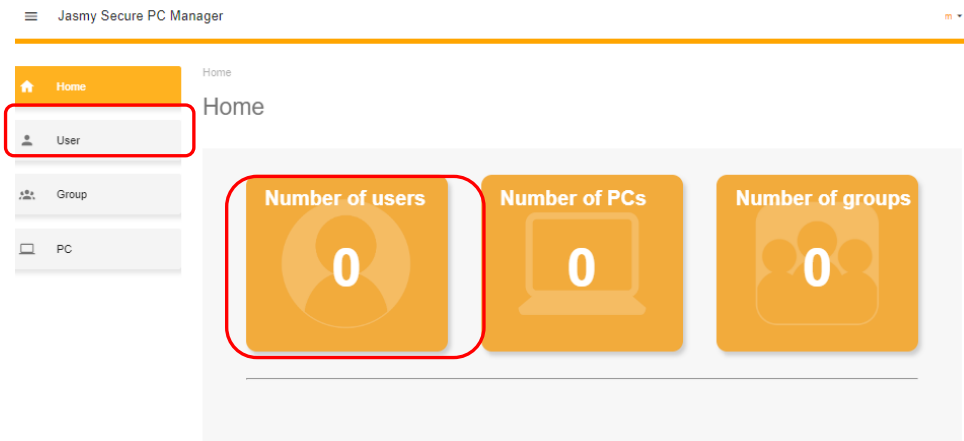 Jasmy Secure PC Manager
m
Home
User
Group
PC
Home
Home
Number of users
0
Number of PCs
0
Number of groups
0